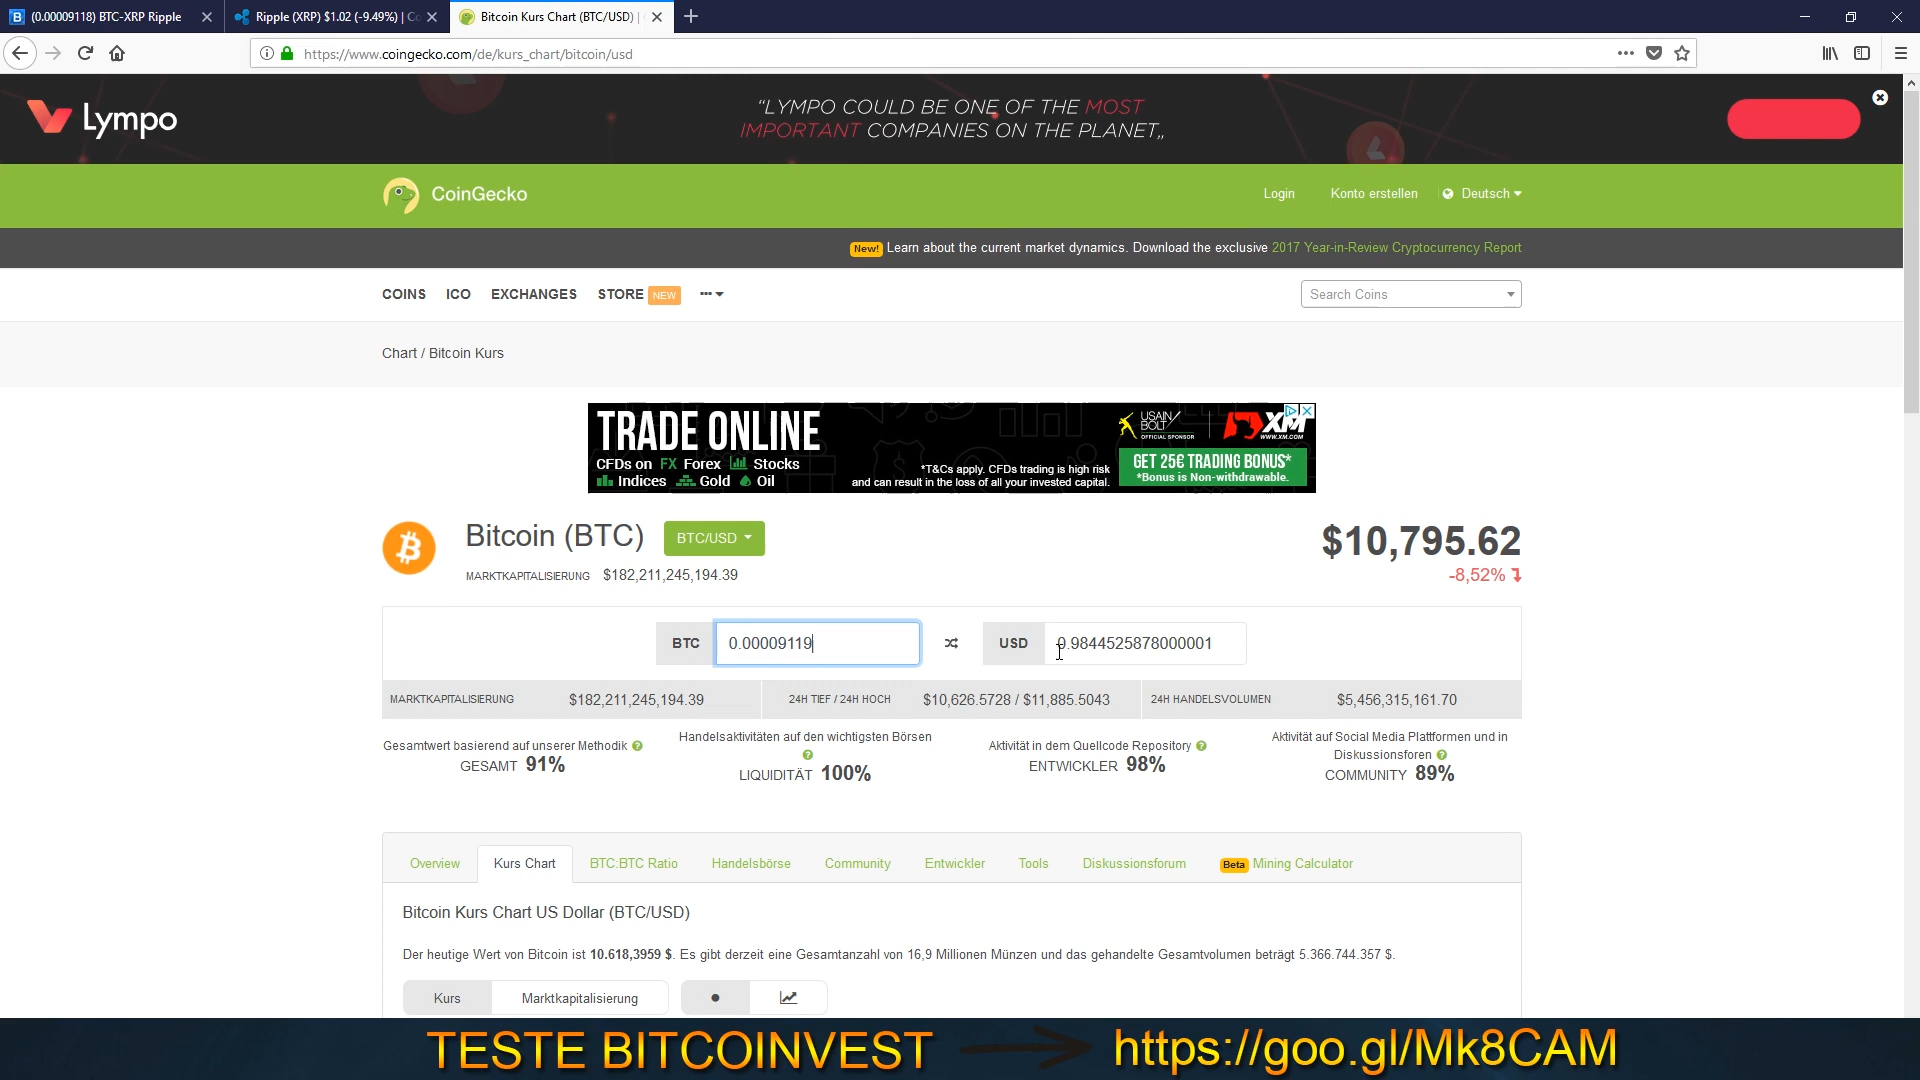 (0.00009118) BTC-XRP Ripple
Ripple (XRP) $1.02 (-9.49%) | Co
Bitcoin Kurs Chart (BTC/USD) |
https://www.coingecko.com/de/kurs_chart/bitcoin/usd
Lympo
“LYMPO COULD BE ONE OF THE MOST
IMPORTANT COMPANIES ON THE PLANET„
CoinGecko
Login
Konto erstellen
Deutsch
New! Learn about the current market dynamics. Download the exclusive 2017 Year-in-Review Cryptocurrency Report
COINS
ICO
EXCHANGES
STORE NEW
Search Coins
Chart / Bitcoin Kurs
TRADE ONLINE
CFDs on FX Forex Stocks
Indices Gold Oil
*T&Cs apply. CFDs trading is high risk
and can result in the loss of all your invested capital.
USAIN
BOLT
OFFICIAL SPONSOR
XM
WWW.XM.COM
GET 25€ TRADING BONUS*
*Bonus is Non-withdrawable.
Bitcoin (BTC)
BTC/USD
$10,795.62
MARKTKAPITALISIERUNG $182,211,245,194.39
-8,52%
BTC 0.00009119
USD 0.9844525878000001
MARKTKAPITALISIERUNG $182,211,245,194.39
24H TIEF / 24H HOCH $10,626.5728 / $11,885.5043
24H HANDELSVOLUMEN $5,456,315,161.70
Gesamtwert basierend auf unserer Methodik
GESAMT 91%
Handelsaktivitäten auf den wichtigsten Börsen
LIQUIDITÄT 100%
Aktivität in dem Quellcode Repository
ENTWICKLER 98%
Aktivität auf Social Media Plattformen und in
Diskussionsforen
COMMUNITY 89%
Overview
Kurs Chart
BTC:BTC Ratio
Handelsbörse
Community
Entwickler
Tools
Diskussionsforum
Beta Mining Calculator
Bitcoin Kurs Chart US Dollar (BTC/USD)
Der heutige Wert von Bitcoin ist 10.618,3959 $. Es gibt derzeit eine Gesamtanzahl von 16,9 Millionen Münzen und das gehandelte Gesamtvolumen beträgt 5.366.744.357 $.
Kurs
Marktkapitalisierung
TESTE BITCOINVEST
https://goo.gl/Mk8CAM